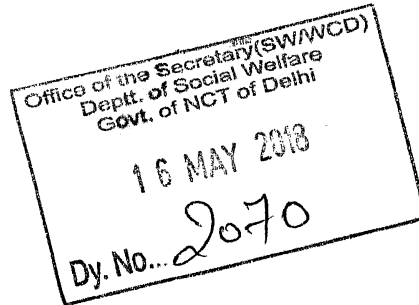 Office of the Secretary(SW/WCD)
Deptt. of Social Welfare
Govt. of NCT of Delhi
16 MAY 2018
Dy. No... 2070